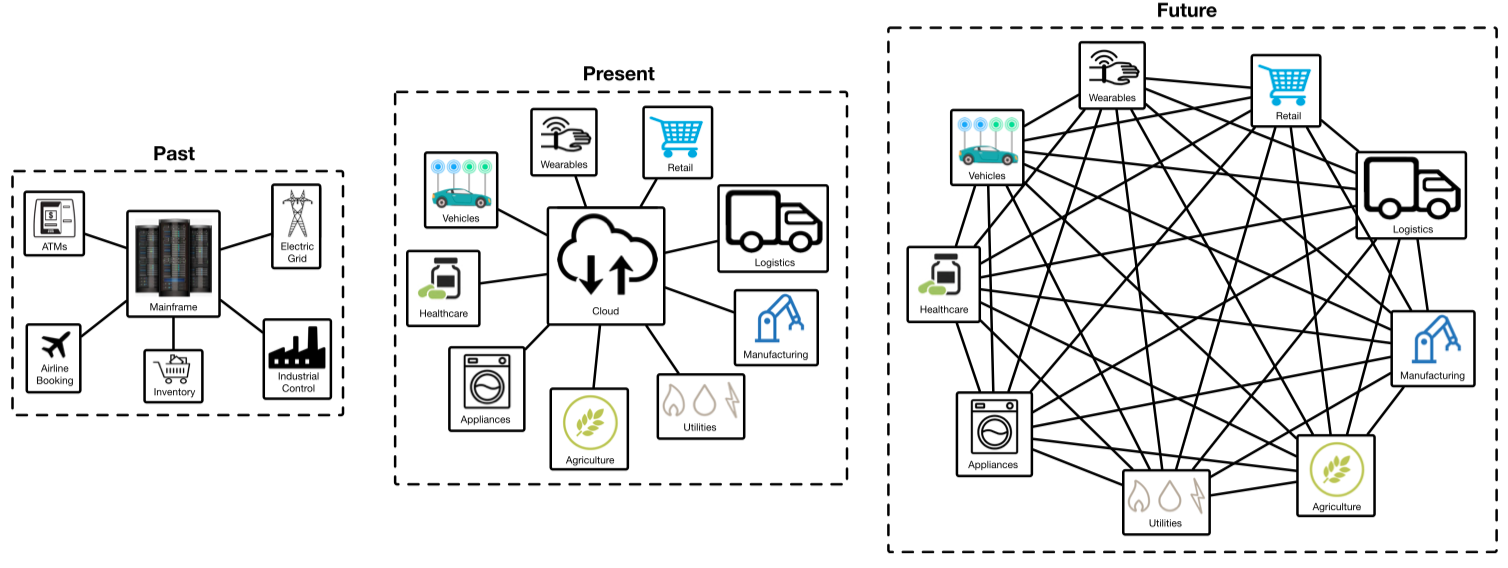 Past
ATMs
Electric
Grid
Mainframe
Airline
Booking
$
Inventory
Industrial
Control
Present
Wearables
Retail
Vehicles
Logistics
Healthcare
Cloud
Manufacturing
Appliances
Utilities
Agriculture
Future
Wearables
Retail
Vehicles
Logistics
Healthcare
Manufacturing
Appliances
Agriculture
Utilities